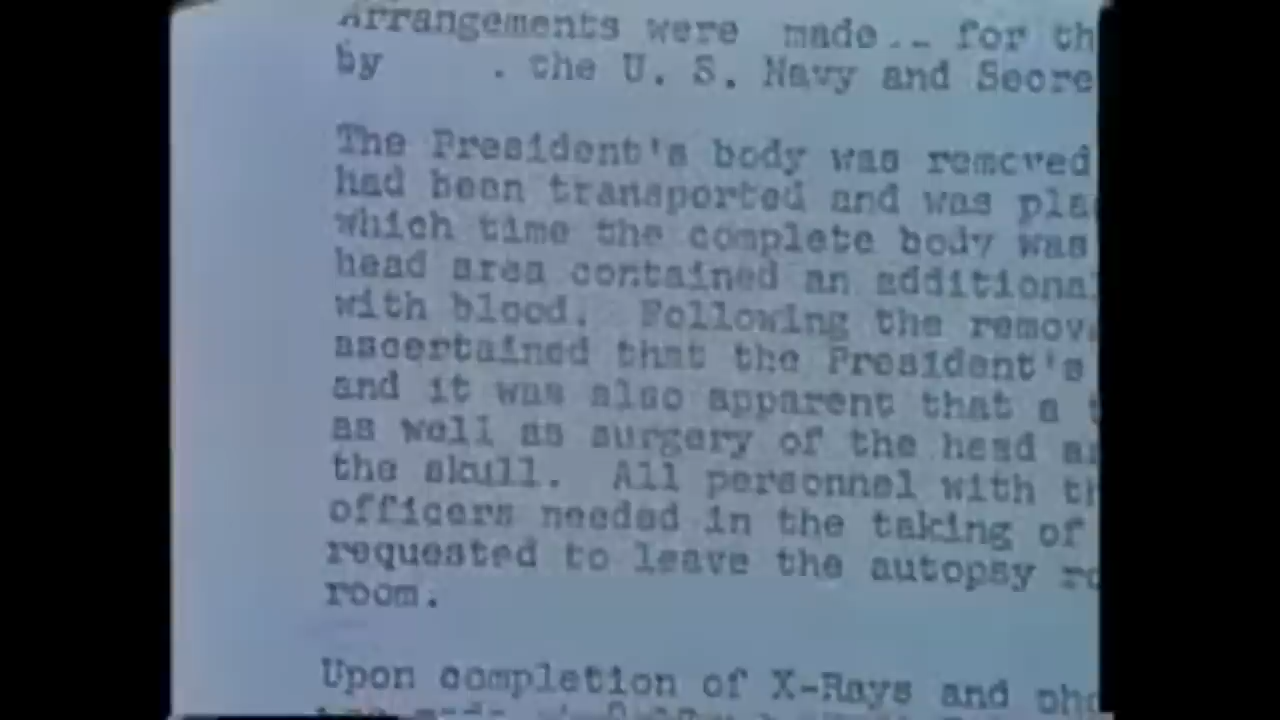 Arrangements were made.. for th
by . the U. S. Navy and Secre
The President's body was removed
had been transported and was pla
which time the complete body was
head area contained an additional
with blood. Following the remov
ascertained that the President's
and it was also apparent that a t
as well as surgery of the head a
the skull. All personnel with th
officers needed in the taking of
requested to leave the autopsy ro
room.
Upon completion of X-Rays and pho